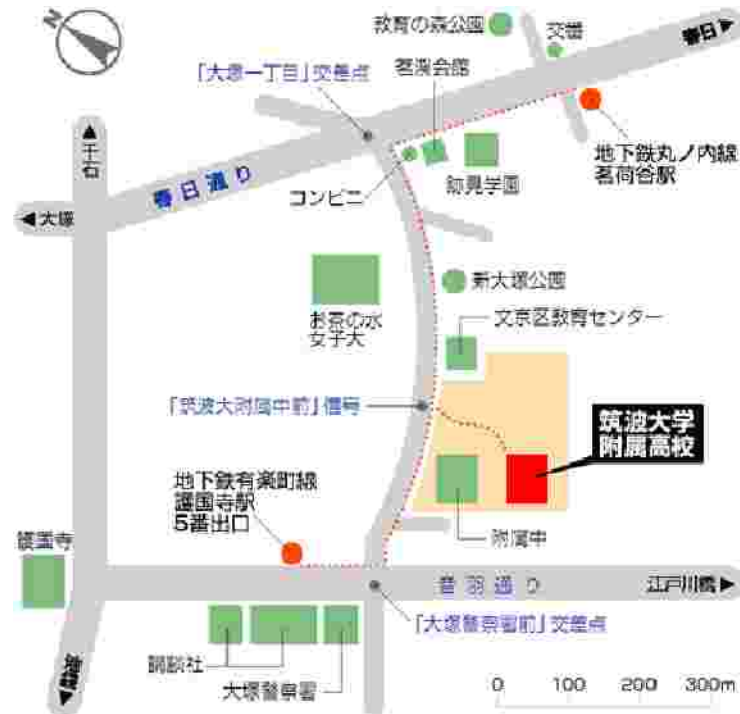 N
教育の森公園
交番
春日▶
「大塚一丁目」交差点
茗渓会館
地下鉄丸ノ内線
茗荷谷駅
▲千石
春日通り
コンビニ
跡見学園
◀大塚
新大塚公園
お茶の水
女子大
文京区教育センター
「筑波大附属中前」信号
筑波大学
附属高校
地下鉄有楽町線
護国寺駅
5番出口
附属中
護国寺
音羽通り
江戸川橋▶
「大塚警察署前」交差点
講談社
大塚警察署
池袋▶
0 100 200 300m